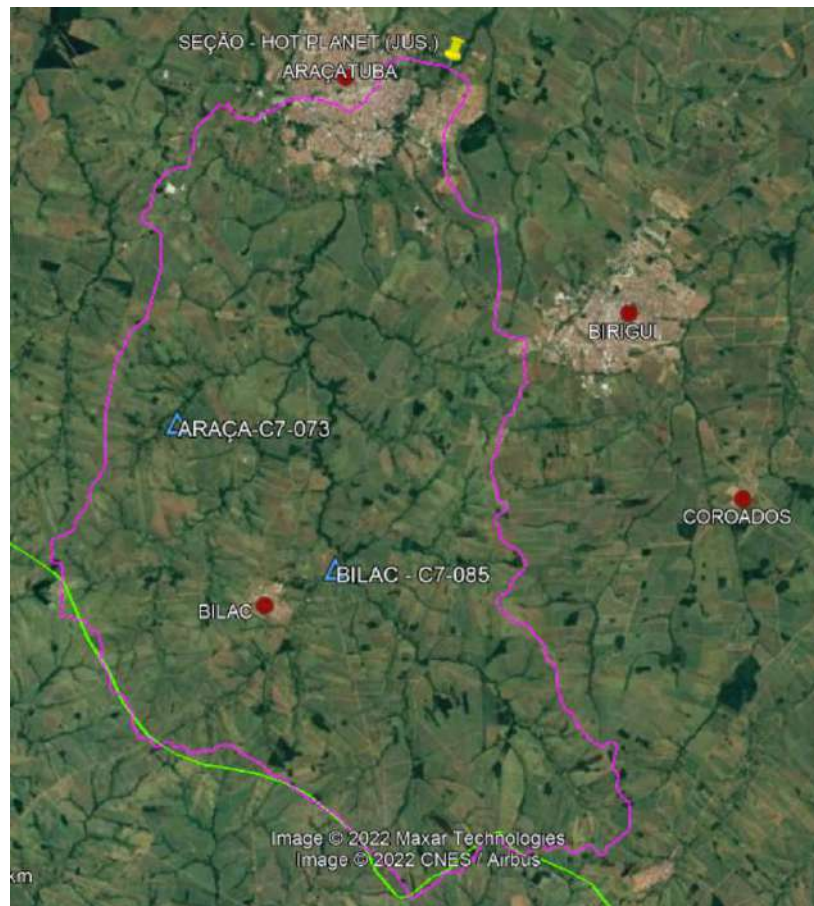 SEÇÃO - HOT PLANET (JUS.)
ARAÇATUBA
BIRIGUI
ARAÇA-C7-073
COROADOS
BILAC - C7-085
BILAC
Image © 2022 Maxar Technologies
Image © 2022 CNES / Airbus
km